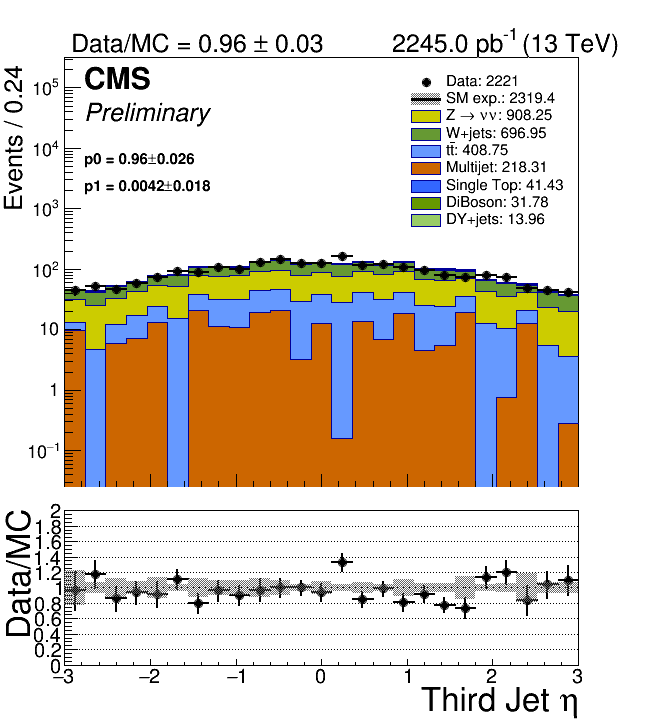 Data/MC = 0.96 ± 0.03 2245.0 pb⁻¹ (13 TeV)
CMS
Preliminary
p0 = 0.96±0.026
p1 = 0.0042±0.018
Data: 2221
SM exp.: 2319.4
Z → νν: 908.25
W+jets: 696.95
tt̄: 408.75
Multijet: 218.31
Single Top: 41.43
DiBoson: 31.78
DY+jets: 13.96
Events / 0.24
10⁵
10⁴
10³
10²
10
1
10⁻¹
Data/MC
2
1.8
1.6
1.4
1.2
1
0.8
0.6
0.4
0.2
0
−3 −2 −1 0 1 2 3
Third Jet η